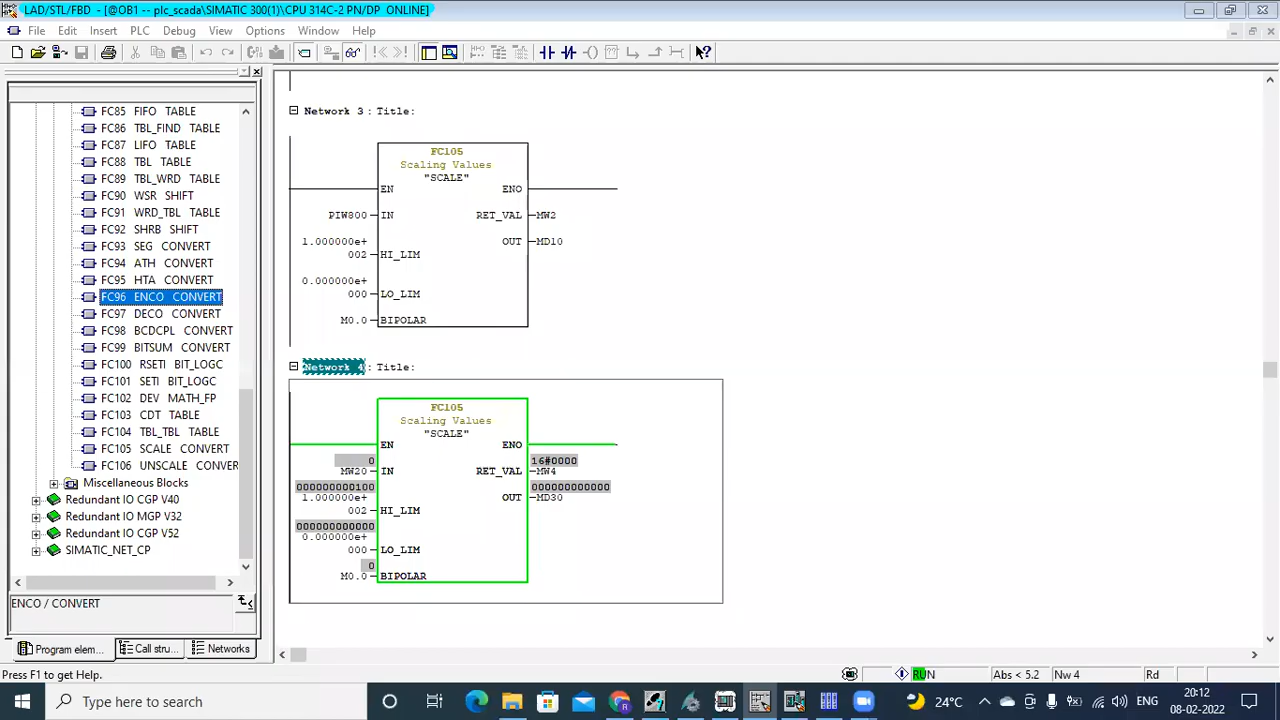 LAD/STL/FBD - [@OB1 -- plc_scada\SIMATIC 300(1)\CPU 314C-2 PN/DP ONLINE]
File Edit Insert PLC Debug View Options Window Help
FC85 FIFO TABLE
FC86 TBL_FIND TABLE
FC87 LIFO TABLE
FC88 TBL TABLE
FC89 TBL_WRD TABLE
FC90 WSR SHIFT
FC91 WRD_TBL TABLE
FC92 SHRB SHIFT
FC93 SEG CONVERT
FC94 ATH CONVERT
FC95 HTA CONVERT
FC96 ENCO CONVERT
FC97 DECO CONVERT
FC98 BCDCPL CONVERT
FC99 BITSUM CONVERT
FC100 RSETI BIT_LOGC
FC101 SETI BIT_LOGC
FC102 DEV MATH_FP
FC103 CDT TABLE
FC104 TBL_TBL TABLE
FC105 SCALE CONVERT
FC106 UNSCALE CONVER
Miscellaneous Blocks
Redundant IO CGP V40
Redundant IO MGP V32
Redundant IO CGP V52
SIMATIC_NET_CP
ENCO / CONVERT
Program elem... Call stru... Networks
Network 3 : Title:
FC105
Scaling Values
"SCALE"
EN ENO
PIW800 IN RET_VAL MW2
1.000000e+ OUT MD10
002 HI_LIM
0.000000e+
000 LO_LIM
M0.0 BIPOLAR
Network 4 : Title:
FC105
Scaling Values
"SCALE"
EN ENO
0 16#0000
MW20 IN RET_VAL MW4
000000000100 000000000000
1.000000e+ OUT MD30
002 HI_LIM
000000000000
0.000000e+
000 LO_LIM
0
M0.0 BIPOLAR
Press F1 to get Help. RUN Abs < 5.2 Nw 4 Rd
Type here to search 24°C ENG 20:12
08-02-2022